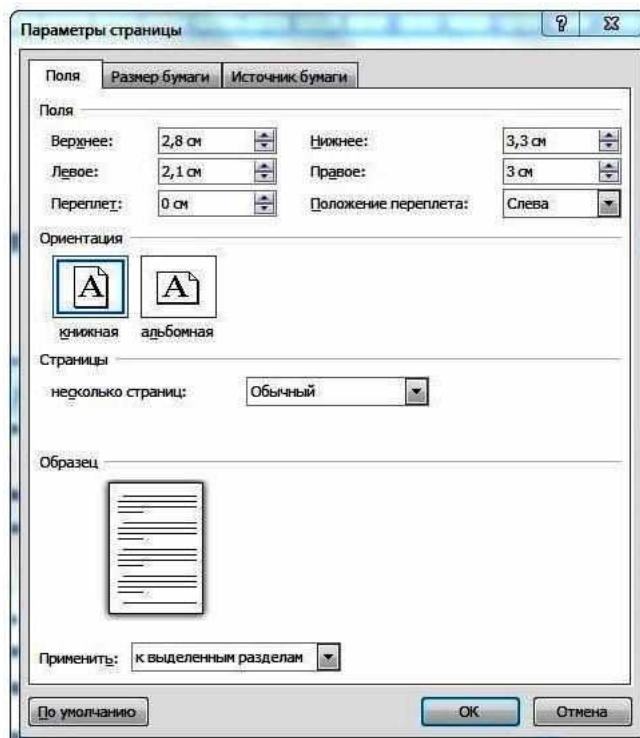 Параметры страницы
Поля Размер бумаги Источник бумаги
Поля
Верхнее: 2,8 см Нижнее: 3,3 см
Левое: 2,1 см Правое: 3 см
Переплет: 0 см Положение переплета: Слева
Ориентация
A A
книжная альбомная
Страницы
несколько страниц: Обычный
Образец
Применить: к выделенным разделам
По умолчанию ОК Отмена